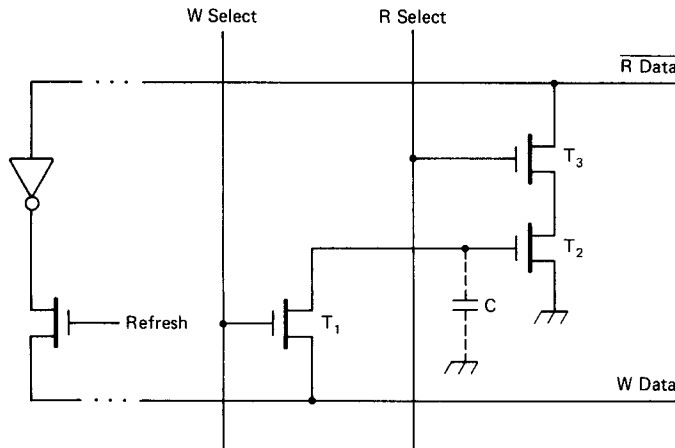 W Select
R Select
R Data
T3
T2
C
Refresh
T1
W Data